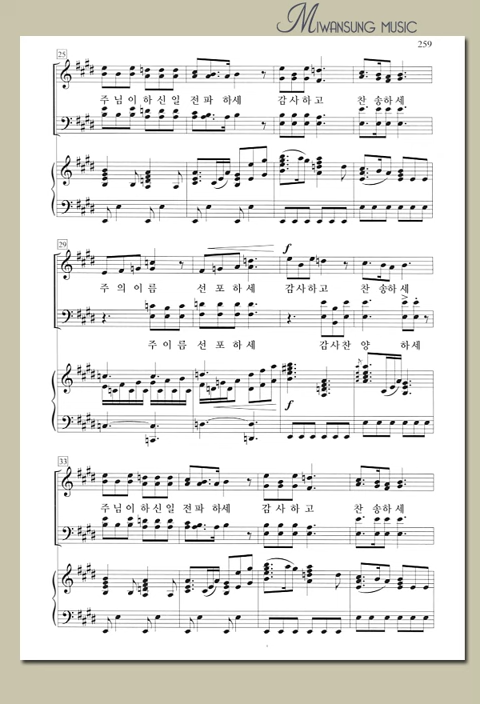 MIWANSUNG MUSIC
259
25
주님이하신일 전파 하세 감사하고 찬 송하세
29
f
주 의이름 선 포 하 세 감사하고 찬 송하세
주이름 선 포하 세 감사찬 양 하세
f
33
주님이하신일 전파 하세 감 사하 고 찬 송하세